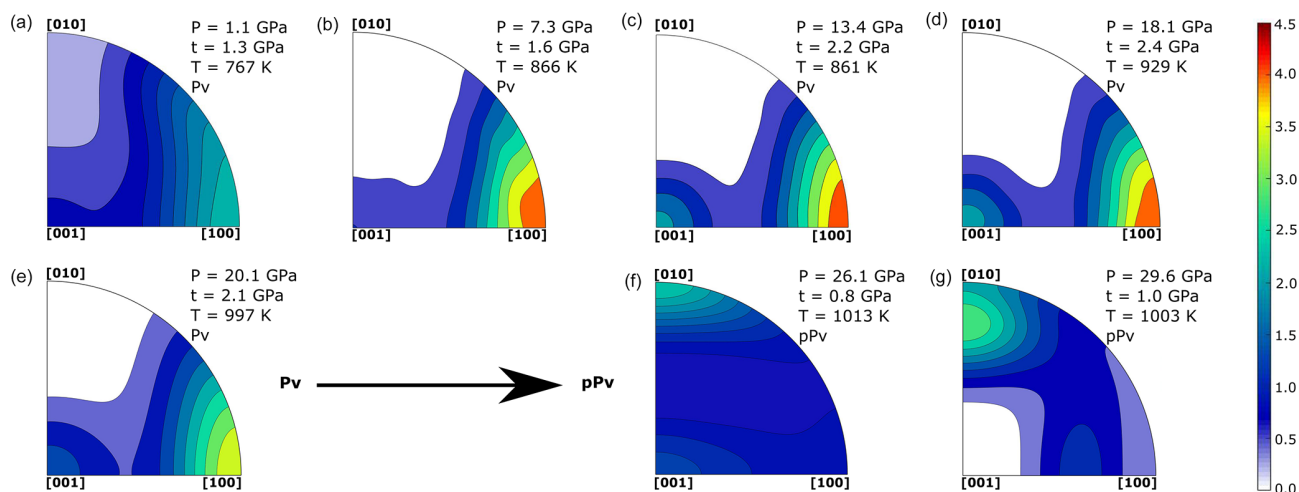 (a)
[010]
P = 1.1 GPa
t = 1.3 GPa
T = 767 K
Pv
[001]
[100]
(b)
[010]
P = 7.3 GPa
t = 1.6 GPa
T = 866 K
Pv
[001]
[100]
(c)
[010]
P = 13.4 GPa
t = 2.2 GPa
T = 861 K
Pv
[001]
[100]
(d)
[010]
P = 18.1 GPa
t = 2.4 GPa
T = 929 K
Pv
[001]
[100]
4.5
4.0
3.5
3.0
2.5
2.0
1.5
1.0
0.5
0.0
(e)
[010]
P = 20.1 GPa
t = 2.1 GPa
T = 997 K
Pv
[001]
[100]
Pv
pPv
(f)
[010]
P = 26.1 GPa
t = 0.8 GPa
T = 1013 K
pPv
[001]
[100]
(g)
[010]
P = 29.6 GPa
t = 1.0 GPa
T = 1003 K
pPv
[001]
[100]